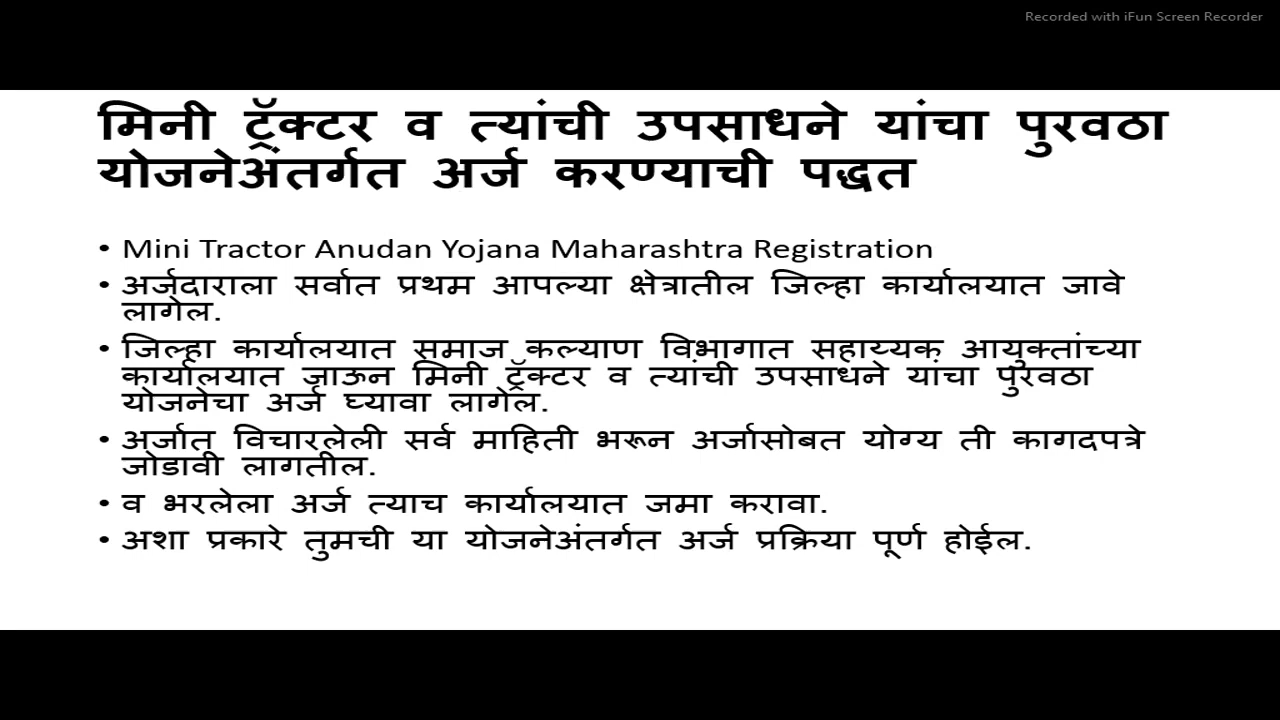 Recorded with iFun Screen Recorder
मिनी ट्रॅक्टर व त्यांची उपसाधने यांचा पुरवठा
योजनेअंतर्गत अर्ज करण्याची पद्धत
• Mini Tractor Anudan Yojana Maharashtra Registration
• अर्जदाराला सर्वात प्रथम आपल्या क्षेत्रातील जिल्हा कार्यालयात जावे
लागेल.
• जिल्हा कार्यालयात समाज कल्याण विभागात सहाय्यक आयुक्तांच्या
कार्यालयात जाऊन मिनी ट्रॅक्टर व त्यांची उपसाधने यांचा पुरवठा
योजनेचा अर्ज घ्यावा लागेल.
• अर्जात विचारलेली सर्व माहिती भरून अर्जासोबत योग्य ती कागदपत्रे
जोडावी लागतील.
• व भरलेला अर्ज त्याच कार्यालयात जमा करावा.
• अशा प्रकारे तुमची या योजनेअंतर्गत अर्ज प्रक्रिया पूर्ण होईल.